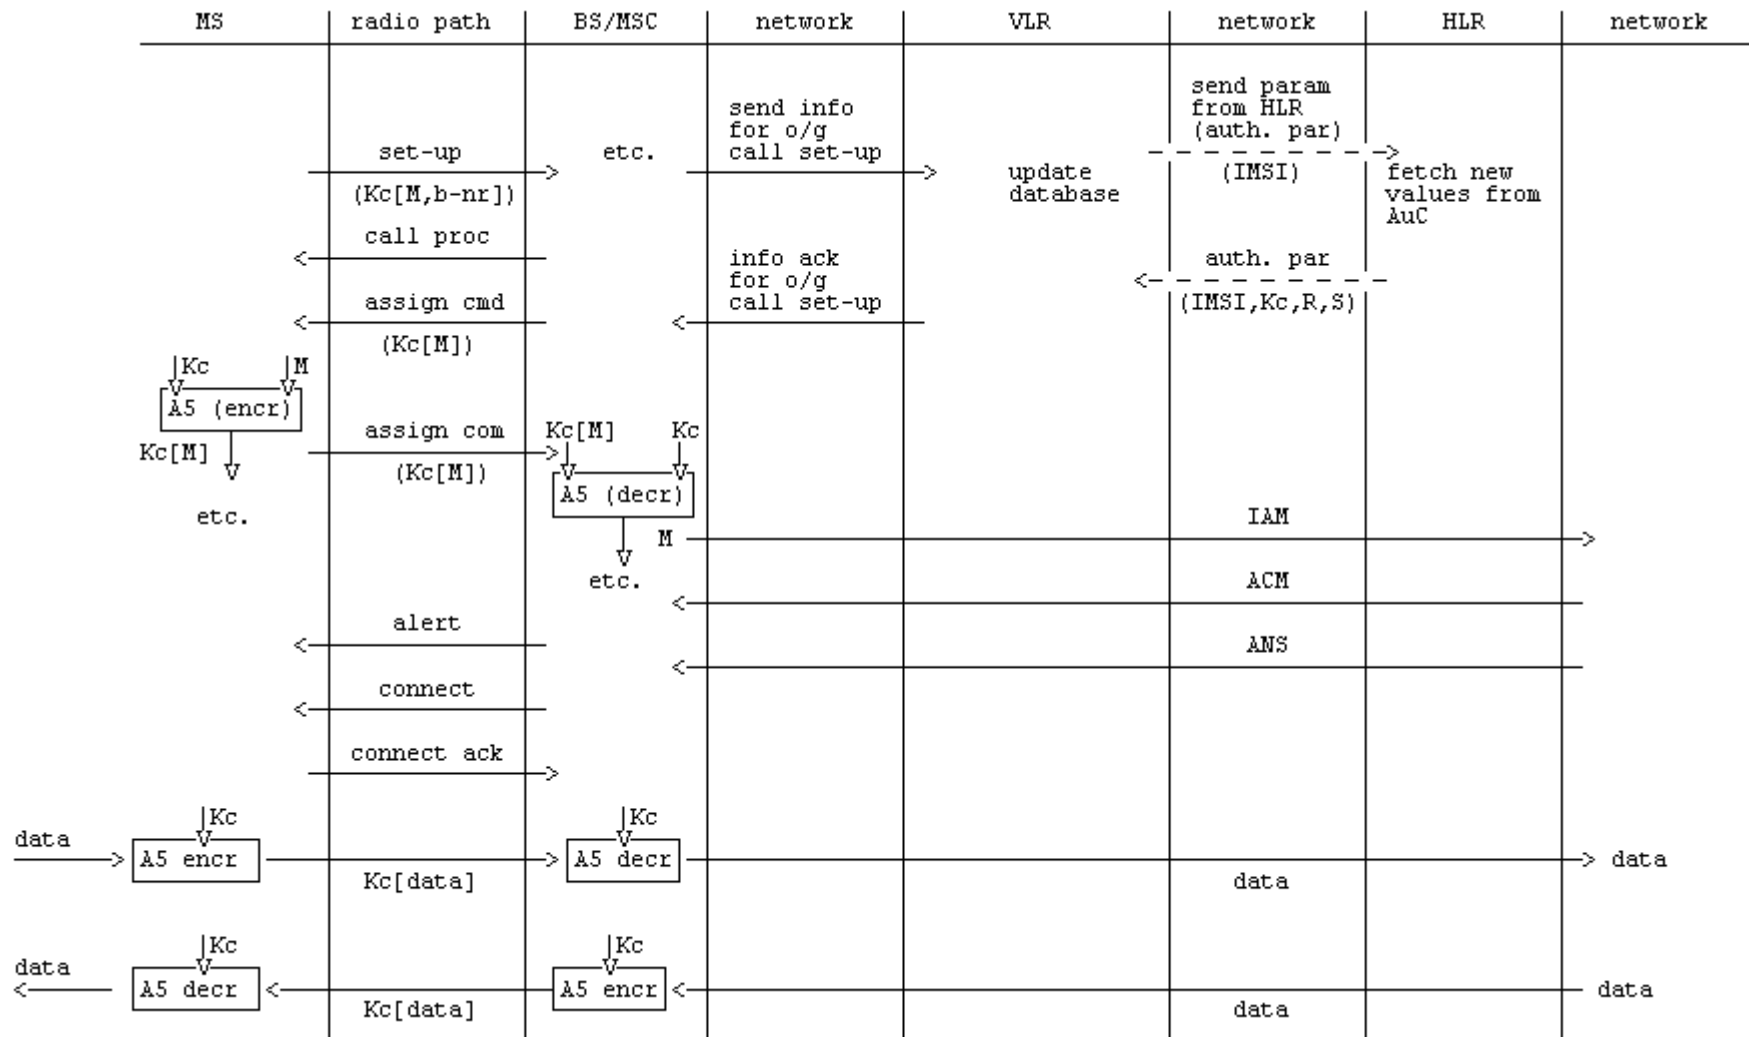 MS radio path BS/MSC network VLR network HLR network
send param
from HLR
(auth. par)
send info
for o/g
call set-up
set-up
etc.
(IMSI)
update
database
fetch new
values from
AuC
(Kc[M,b-nr])
call proc
info ack
for o/g
call set-up
auth. par
(IMSI,Kc,R,S)
assign cmd
(Kc[M])
Kc M
A5 (encr)
Kc[M]
etc.
assign com
(Kc[M])
Kc[M] Kc
A5 (decr)
M
etc.
IAM
ACM
alert
ANS
connect
connect ack
Kc Kc
data A5 encr A5 decr data
Kc[data] data
Kc Kc
data A5 decr A5 encr data
Kc[data] data